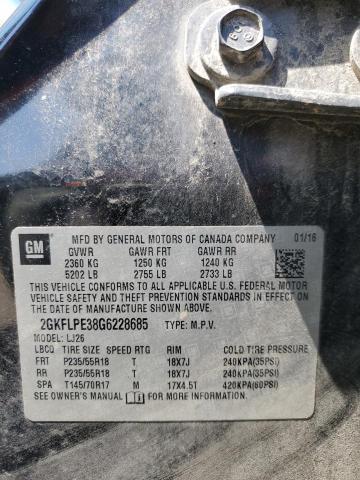 GM
MFD BY GENERAL MOTORS OF CANADA COMPANY 01/16
GVWR GAWR FRT GAWR RR
2360 KG 1250 KG 1240 KG
5202 LB 2755 LB 2733 LB
THIS VEHICLE CONFORMS TO ALL APPLICABLE U.S. FEDERAL MOTOR
VEHICLE SAFETY AND THEFT PREVENTION STANDARDS IN EFFECT ON
THE DATE OF MANUFACTURE SHOWN ABOVE.
2GKFLPE38G6228685 TYPE: M.P.V.
MODEL: LJ26
LBCQ TIRE SIZE SPEED RTG RIM COLD TIRE PRESSURE
FRT P235/55R18 T 18X7J 240KPA(35PSI)
RR P235/55R18 T 18X7J 240KPA(35PSI)
SPA T145/70R17 M 17X4.5T 420KPA(60PSI)
SEE OWNER'S MANUAL FOR MORE INFORMATION.